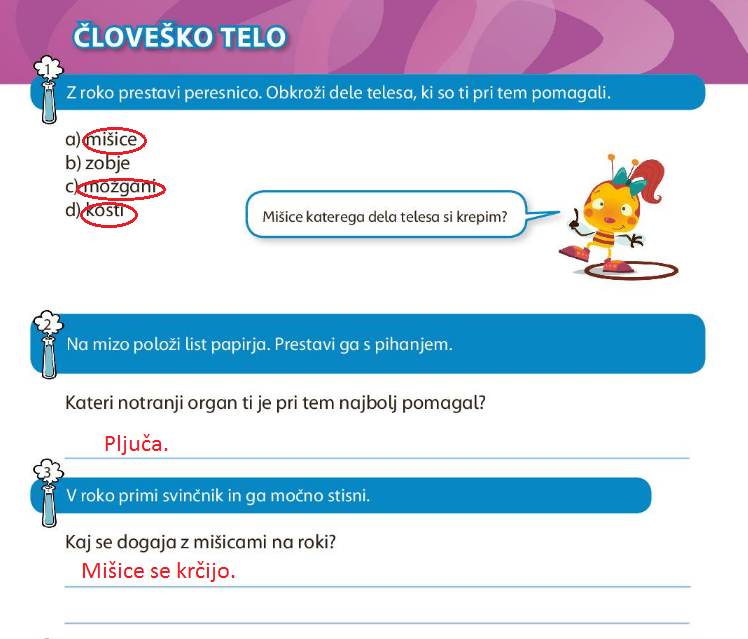 ČLOVEŠKO TELO
1
Z roko prestavi peresnico. Obkroži dele telesa, ki so ti pri tem pomagali.
a) mišice
b) zobje
c) možgani
d) kosti
Mišice katerega dela telesa si krepim?
2
Na mizo položi list papirja. Prestavi ga s pihanjem.
Kateri notranji organ ti je pri tem najbolj pomagal?
Pljuča.
3
V roko primi svinčnik in ga močno stisni.
Kaj se dogaja z mišicami na roki?
Mišice se krčijo.